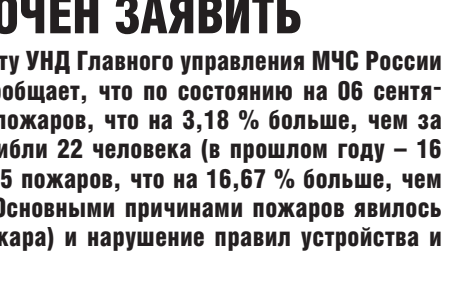 ОЧЕН ЗАЯВИТЬ
ту УНД Главного управления МЧС России
общает, что по состоянию на 06 сентя-
пожаров, что на 3,18 % больше, чем за
ибли 22 человека (в прошлом году – 16
5 пожаров, что на 16,67 % больше, чем
Основными причинами пожаров явилось
жара) и нарушение правил устройства и